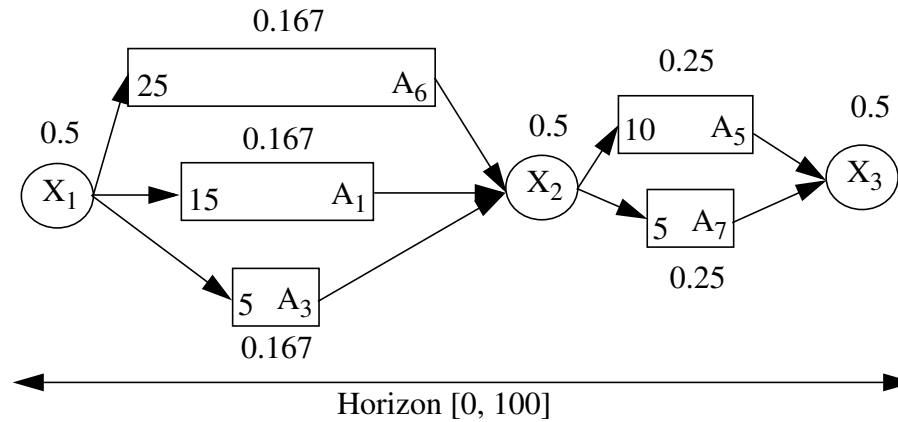 0.167
25 A₆
0.5
X₁
0.167
15 A₁
5 A₃
0.167
0.5
X₂
0.25
10 A₅
5 A₇
0.25
0.5
X₃
Horizon [0, 100]